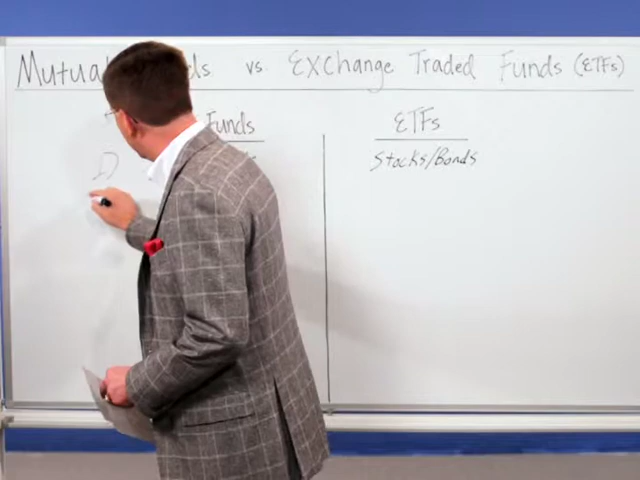 Mutua ds vs. Exchange Traded Funds (ETFs)
Funds
ETFs
Stocks/Bonds
D